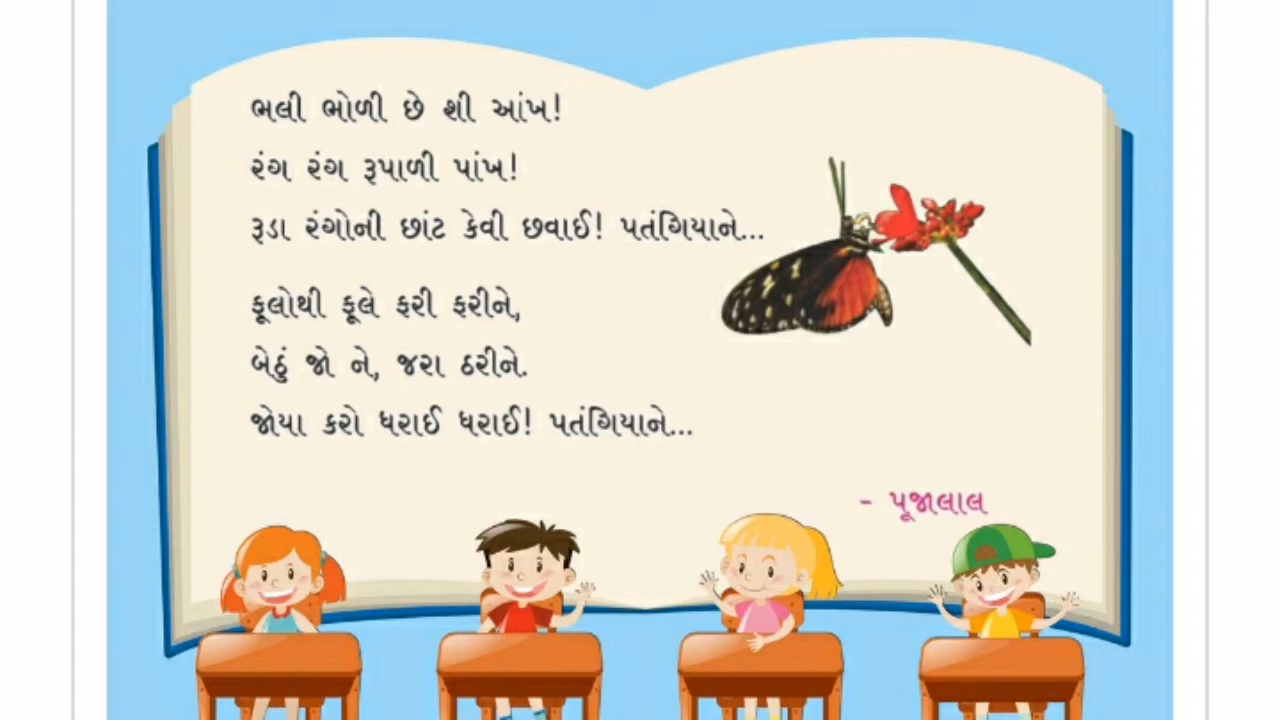 ભલી ભોળી છે શી આંખ!
રંગ રંગ રૂપાળી પાંખ!
રૂડા રંગોની છાંટ કેવી છવાઈ! પતંગિયાને...
ફૂલોથી ફૂલે ફરી ફરીને,
બેઠું જો ને, જરા ઠરીને.
જોયા કરો ધરાઈ ધરાઈ! પતંગિયાને...
- પૂજાલાલ